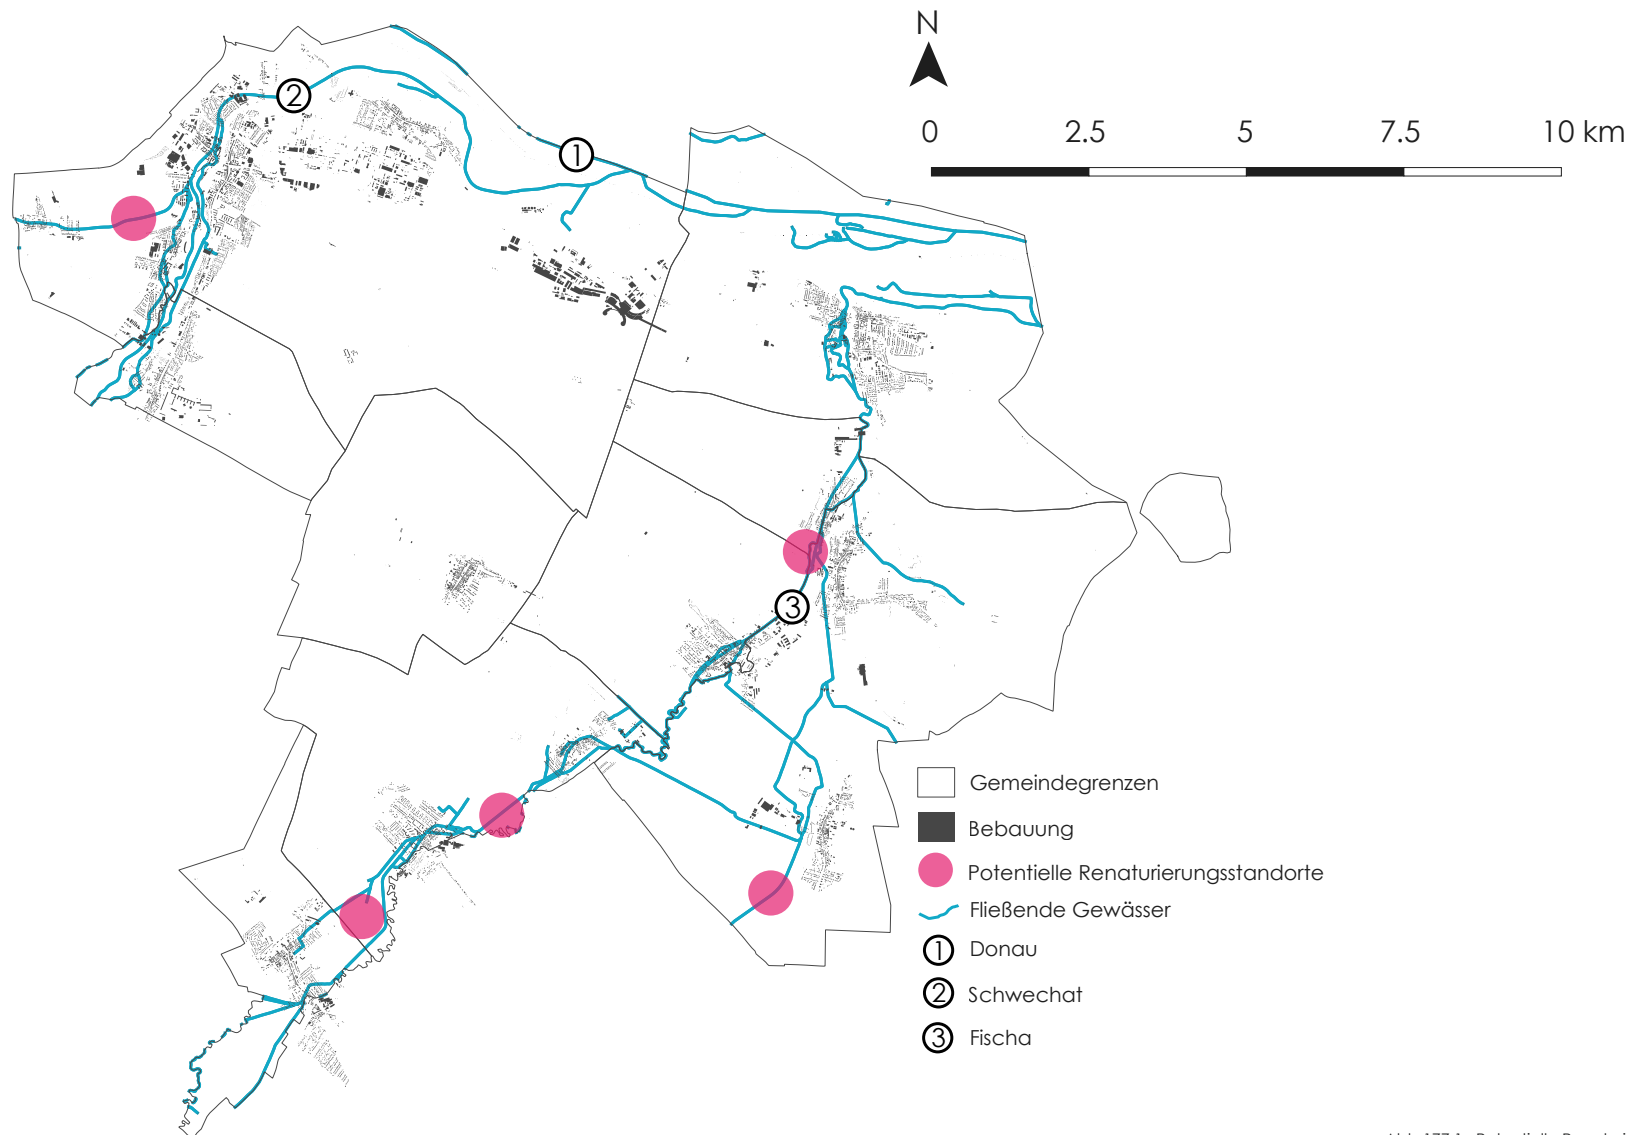 N
0 2.5 5 7.5 10 km
2
1
3
Gemeindegrenzen
Bebauung
Potentielle Renaturierungsstandorte
Fließende Gewässer
1 Donau
2 Schwechat
3 Fischa